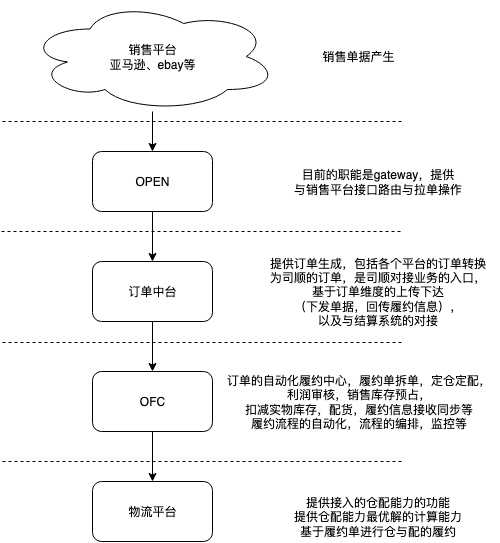 销售平台
亚马逊、ebay等
销售单据产生
OPEN
目前的职能是gateway，提供
与销售平台接口路由与拉单操作
订单中台
提供订单生成，包括各个平台的订单转换
为司顺的订单，是司顺对接业务的入口，
基于订单维度的上传下达
（下发单据，回传履约信息），
以及与结算系统的对接
OFC
订单的自动化履约中心，履约单拆单，定仓定配，
利润审核，销售库存预占，
扣减实物库存，配货，履约信息接收同步等
履约流程的自动化，流程的编排，监控等
物流平台
提供接入的仓配能力的功能
提供仓配能力最优解的计算能力
基于履约单进行仓与配的履约